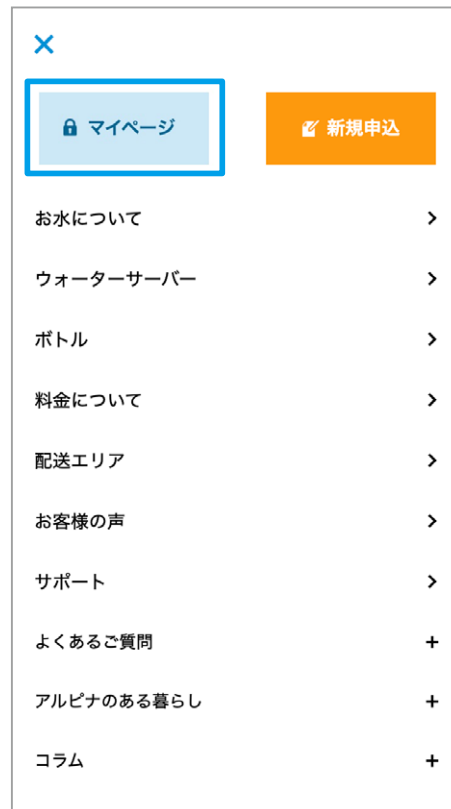 マイページ
新規申込
お水について
ウォーターサーバー
ボトル
料金について
配送エリア
お客様の声
サポート
よくあるご質問
アルピナのある暮らし
コラム